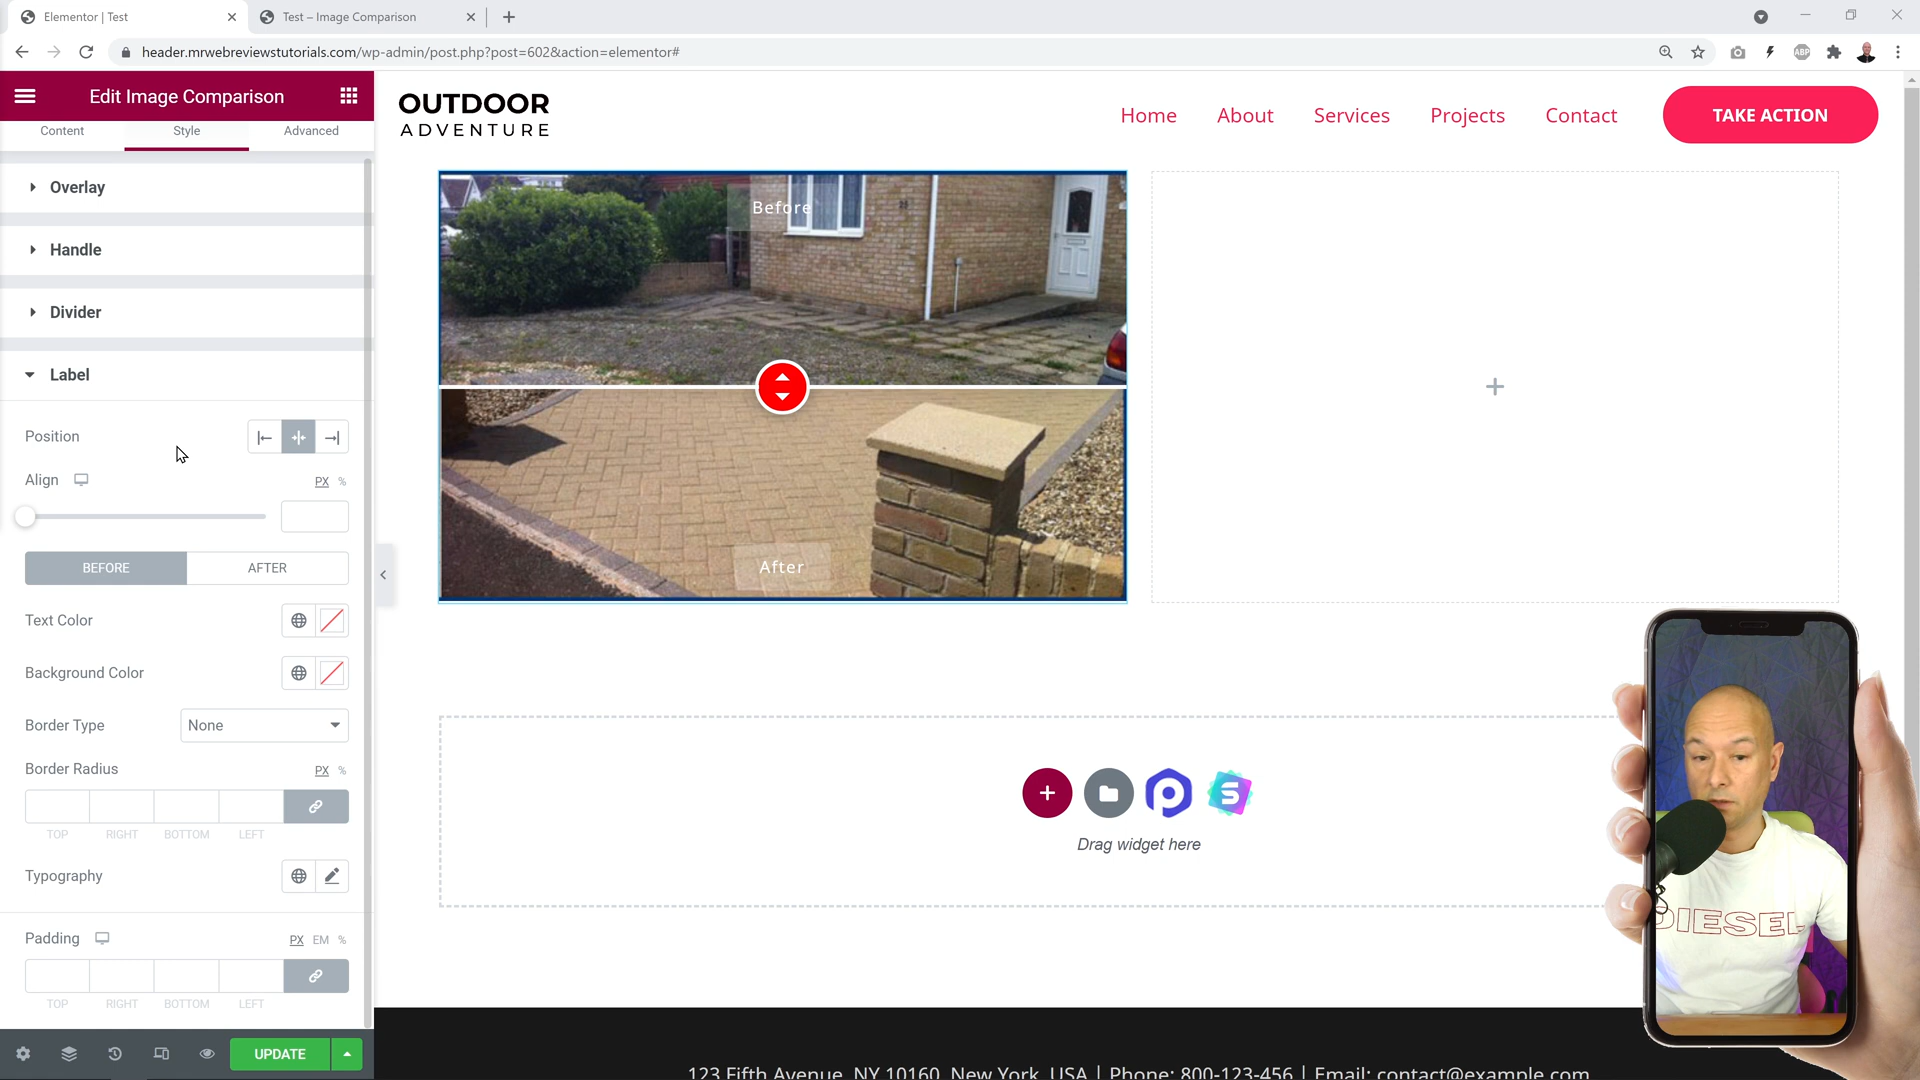 Elementor | Test
Test – Image Comparison
header.mrwebreviewstutorials.com/wp-admin/post.php?post=602&action=elementor#
ABP
Edit Image Comparison
Content
Style
Advanced
Overlay
Handle
Divider
Label
Position
Align
PX %
BEFORE
AFTER
Text Color
Background Color
Border Type
None
Border Radius
PX %
TOP RIGHT BOTTOM LEFT
Typography
Padding
PX EM %
TOP RIGHT BOTTOM LEFT
UPDATE
OUTDOOR
ADVENTURE
Home
About
Services
Projects
Contact
TAKE ACTION
Before
After
Drag widget here
DIESEL
123 Fifth Avenue, NY 10160, New York, USA | Phone: 800-123-456 | Email: contact@example.com